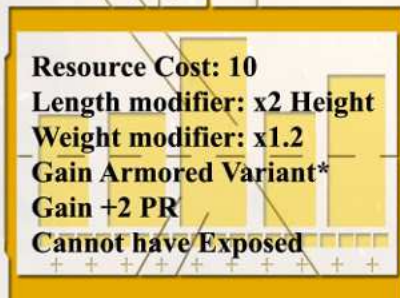 Resource Cost: 10
Length modifier: x2 Height
Weight modifier: x1.2
Gain Armored Variant*
Gain +2 PR
Cannot have Exposed